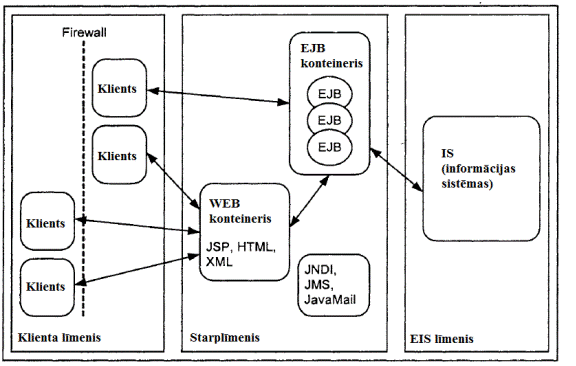 Firewall
Klients
Klients
Klients
Klients
Klienta līmenis
EJB
konteineris
EJB
EJB
EJB
WEB
konteineris
JSP, HTML,
XML
JNDI,
JMS,
JavaMail
Starplīmenis
IS
(informācijas
sistēmas)
EIS līmenis